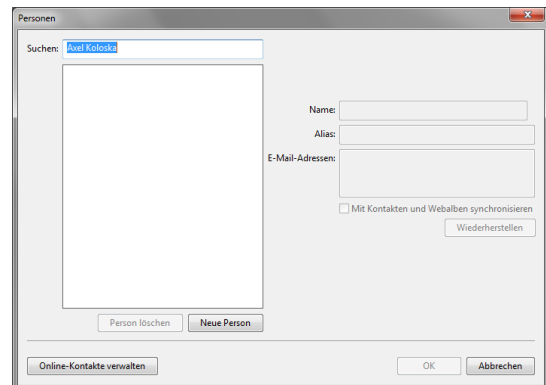 Personen
Suchen: Axel Koloska
Name:
Alias:
E-Mail-Adressen:
Mit Kontakten und Webalben synchronisieren
Wiederherstellen
Person löschen Neue Person
Online-Kontakte verwalten OK Abbrechen